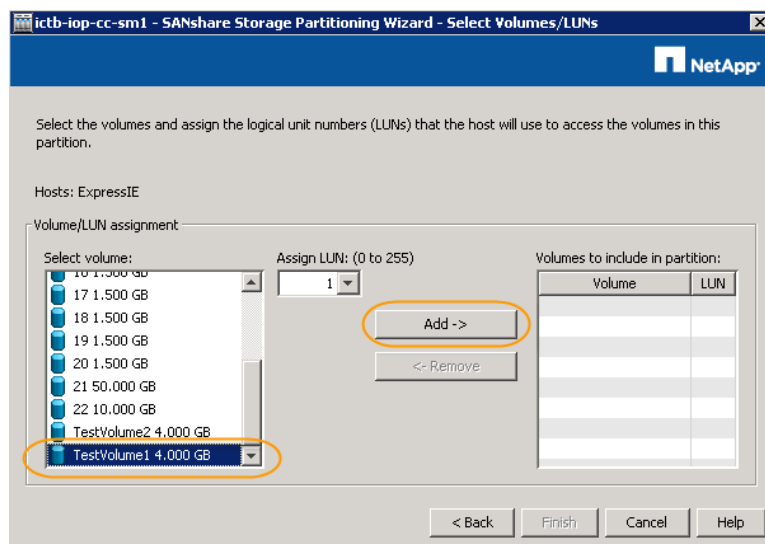 ictb-iop-cc-sm1 - SANshare Storage Partitioning Wizard - Select Volumes/LUNs
NetApp
Select the volumes and assign the logical unit numbers (LUNs) that the host will use to access the volumes in this
partition.
Hosts: ExpressIE
Volume/LUN assignment
Select volume:
16 1.500 GB
17 1.500 GB
18 1.500 GB
19 1.500 GB
20 1.500 GB
21 50.000 GB
22 10.000 GB
TestVolume2 4.000 GB
TestVolume1 4.000 GB
Assign LUN: (0 to 255)
1
Add ->
<- Remove
Volumes to include in partition:
Volume LUN
< Back Finish Cancel Help